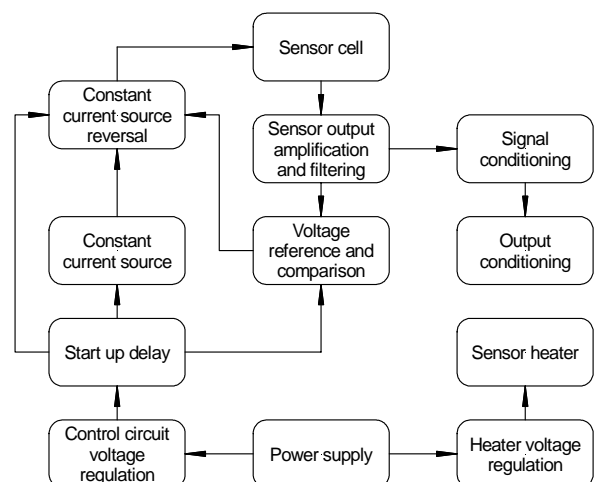 Sensor cell
Constant
current source
reversal
Sensor output
amplification
and filtering
Signal
conditioning
Constant
current source
Voltage
reference and
comparison
Output
conditioning
Start up delay
Sensor heater
Control circuit
voltage
regulation
Power supply
Heater voltage
regulation